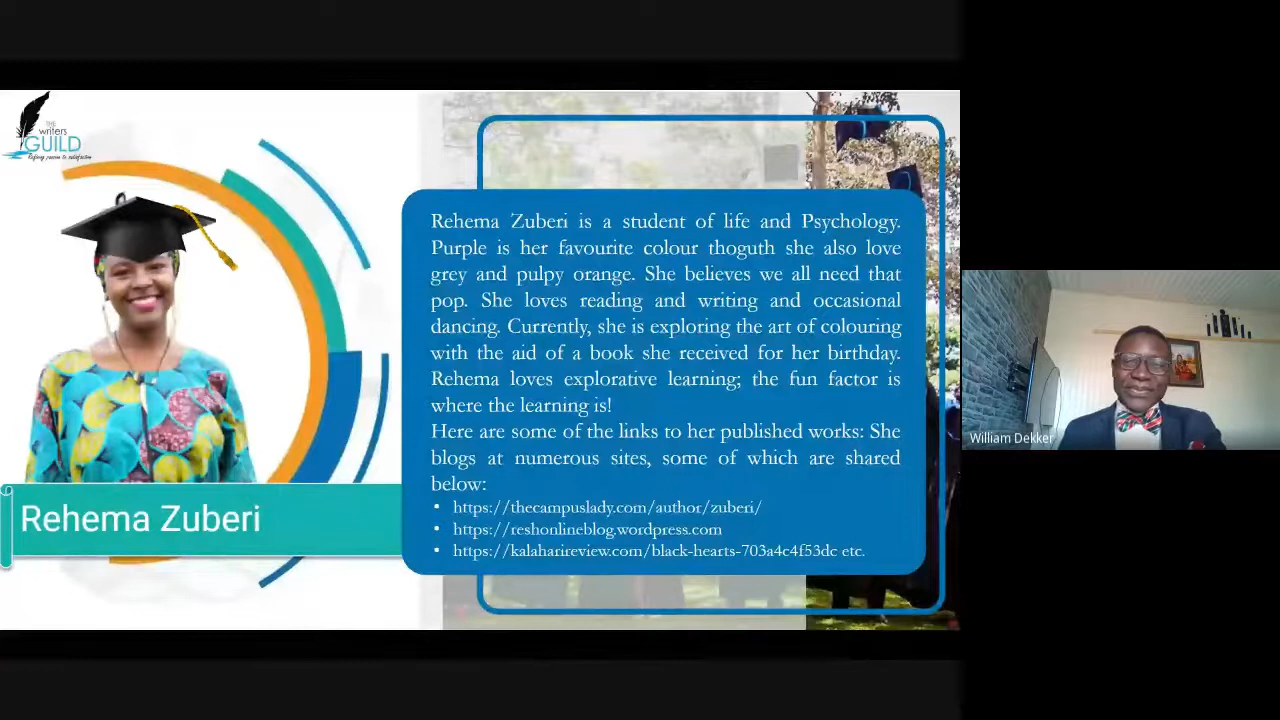 THE
writers
GUILD
Rehema Zuberi is a student of life and Psychology.
Purple is her favourite colour thoguth she also love
grey and pulpy orange. She believes we all need that
pop. She loves reading and writing and occasional
dancing. Currently, she is exploring the art of colouring
with the aid of a book she received for her birthday.
Rehema loves explorative learning; the fun factor is
where the learning is!
Here are some of the links to her published works: She
blogs at numerous sites, some of which are shared
below:
• https://thecampuslady.com/author/zuberi/
• https://reshonlineblog.wordpress.com
• https://kalaharireview.com/black-hearts-703a4c4f53dc etc.
Rehema Zuberi
William Dekker